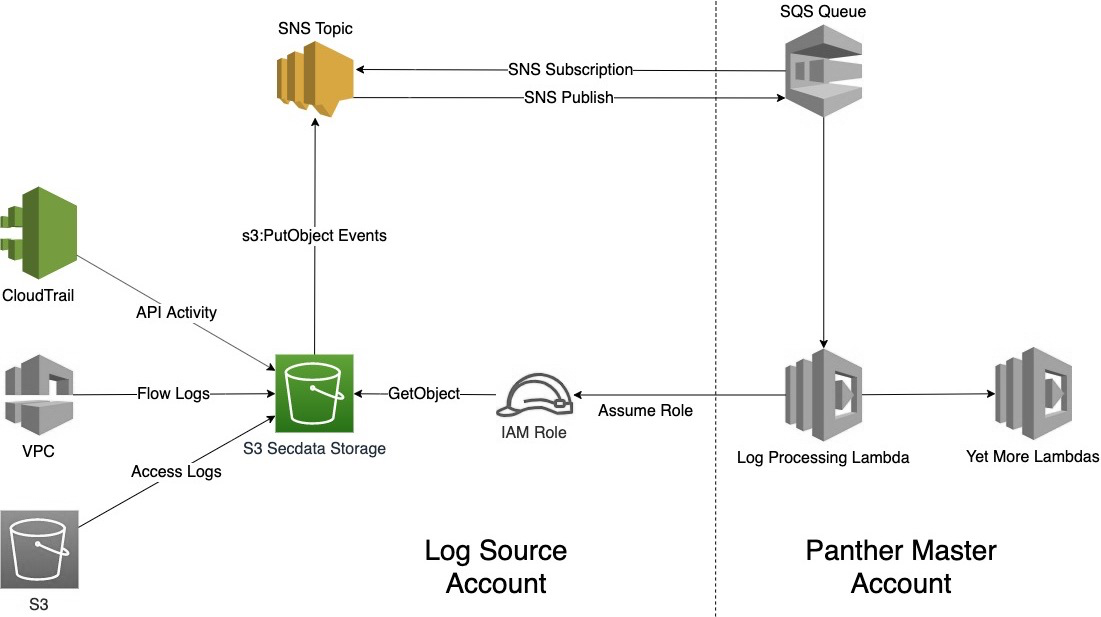 SQS Queue
SNS Topic
SNS Subscription
SNS Publish
s3:PutObject Events
CloudTrail
API Activity
Flow Logs
GetObject
Assume Role
IAM Role
S3 Secdata Storage
VPC
Log Processing Lambda
Yet More Lambdas
Access Logs
Log Source
Account
Panther Master
Account
S3